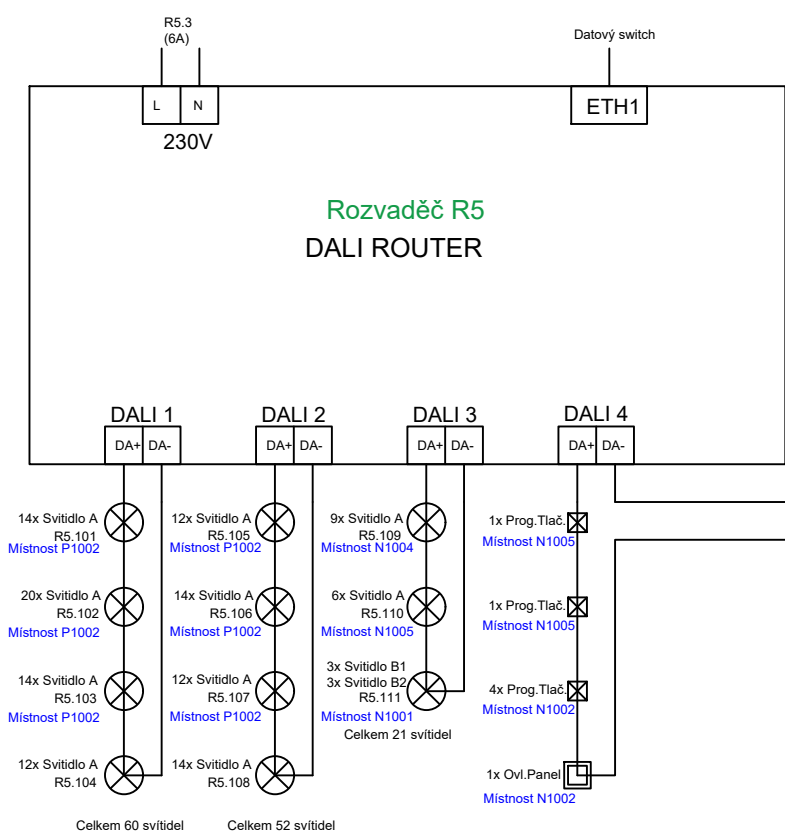 R5.3
(6A)
Datový switch
L N
ETH1
230V
Rozvaděč R5
DALI ROUTER
DALI 1
DA+ DA-
14x Svitidlo A
R5.101
Místnost P1002
20x Svitidlo A
R5.102
Místnost P1002
14x Svitidlo A
R5.103
Místnost P1002
12x Svitidlo A
R5.104
Celkem 60 svítidel
DALI 2
DA+ DA-
12x Svitidlo A
R5.105
Místnost P1002
14x Svitidlo A
R5.106
Místnost P1002
12x Svitidlo A
R5.107
Místnost P1002
14x Svitidlo A
R5.108
Celkem 52 svítidel
DALI 3
DA+ DA-
9x Svitidlo A
R5.109
Místnost N1004
6x Svitidlo A
R5.110
Místnost N1005
3x Svitidlo B1
3x Svitidlo B2
R5.111
Místnost N1001
Celkem 21 svítidel
DALI 4
DA+ DA-
1x Prog.Tlač.
Místnost N1005
1x Prog.Tlač.
Místnost N1005
4x Prog.Tlač.
Místnost N1002
1x Ovl.Panel
Místnost N1002